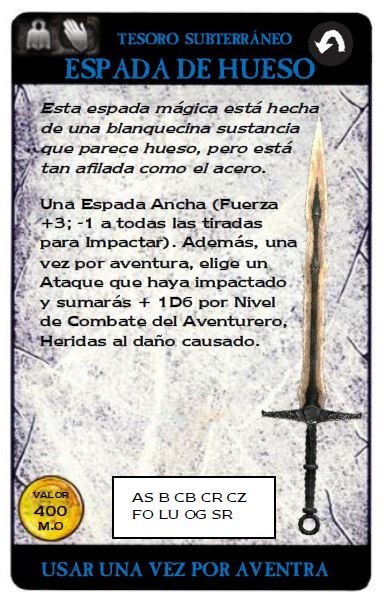 TESORO SUBTERRÁNEO
ESPADA DE HUESO
Esta espada mágica está hecha
de una blanquecina sustancia
que parece hueso, pero está
tan afilada como el acero.
Una Espada Ancha (Fuerza
+3; -1 a todas las tiradas
para Impactar). Además, una
vez por aventura, elige un
Ataque que haya impactado
y sumarás + 1D6 por Nivel
de Combate del Aventurero,
Heridas al daño causado.
VALOR
400
M.O
AS B CB CR CZ
FO LU OG SR
USAR UNA VEZ POR AVENTRA